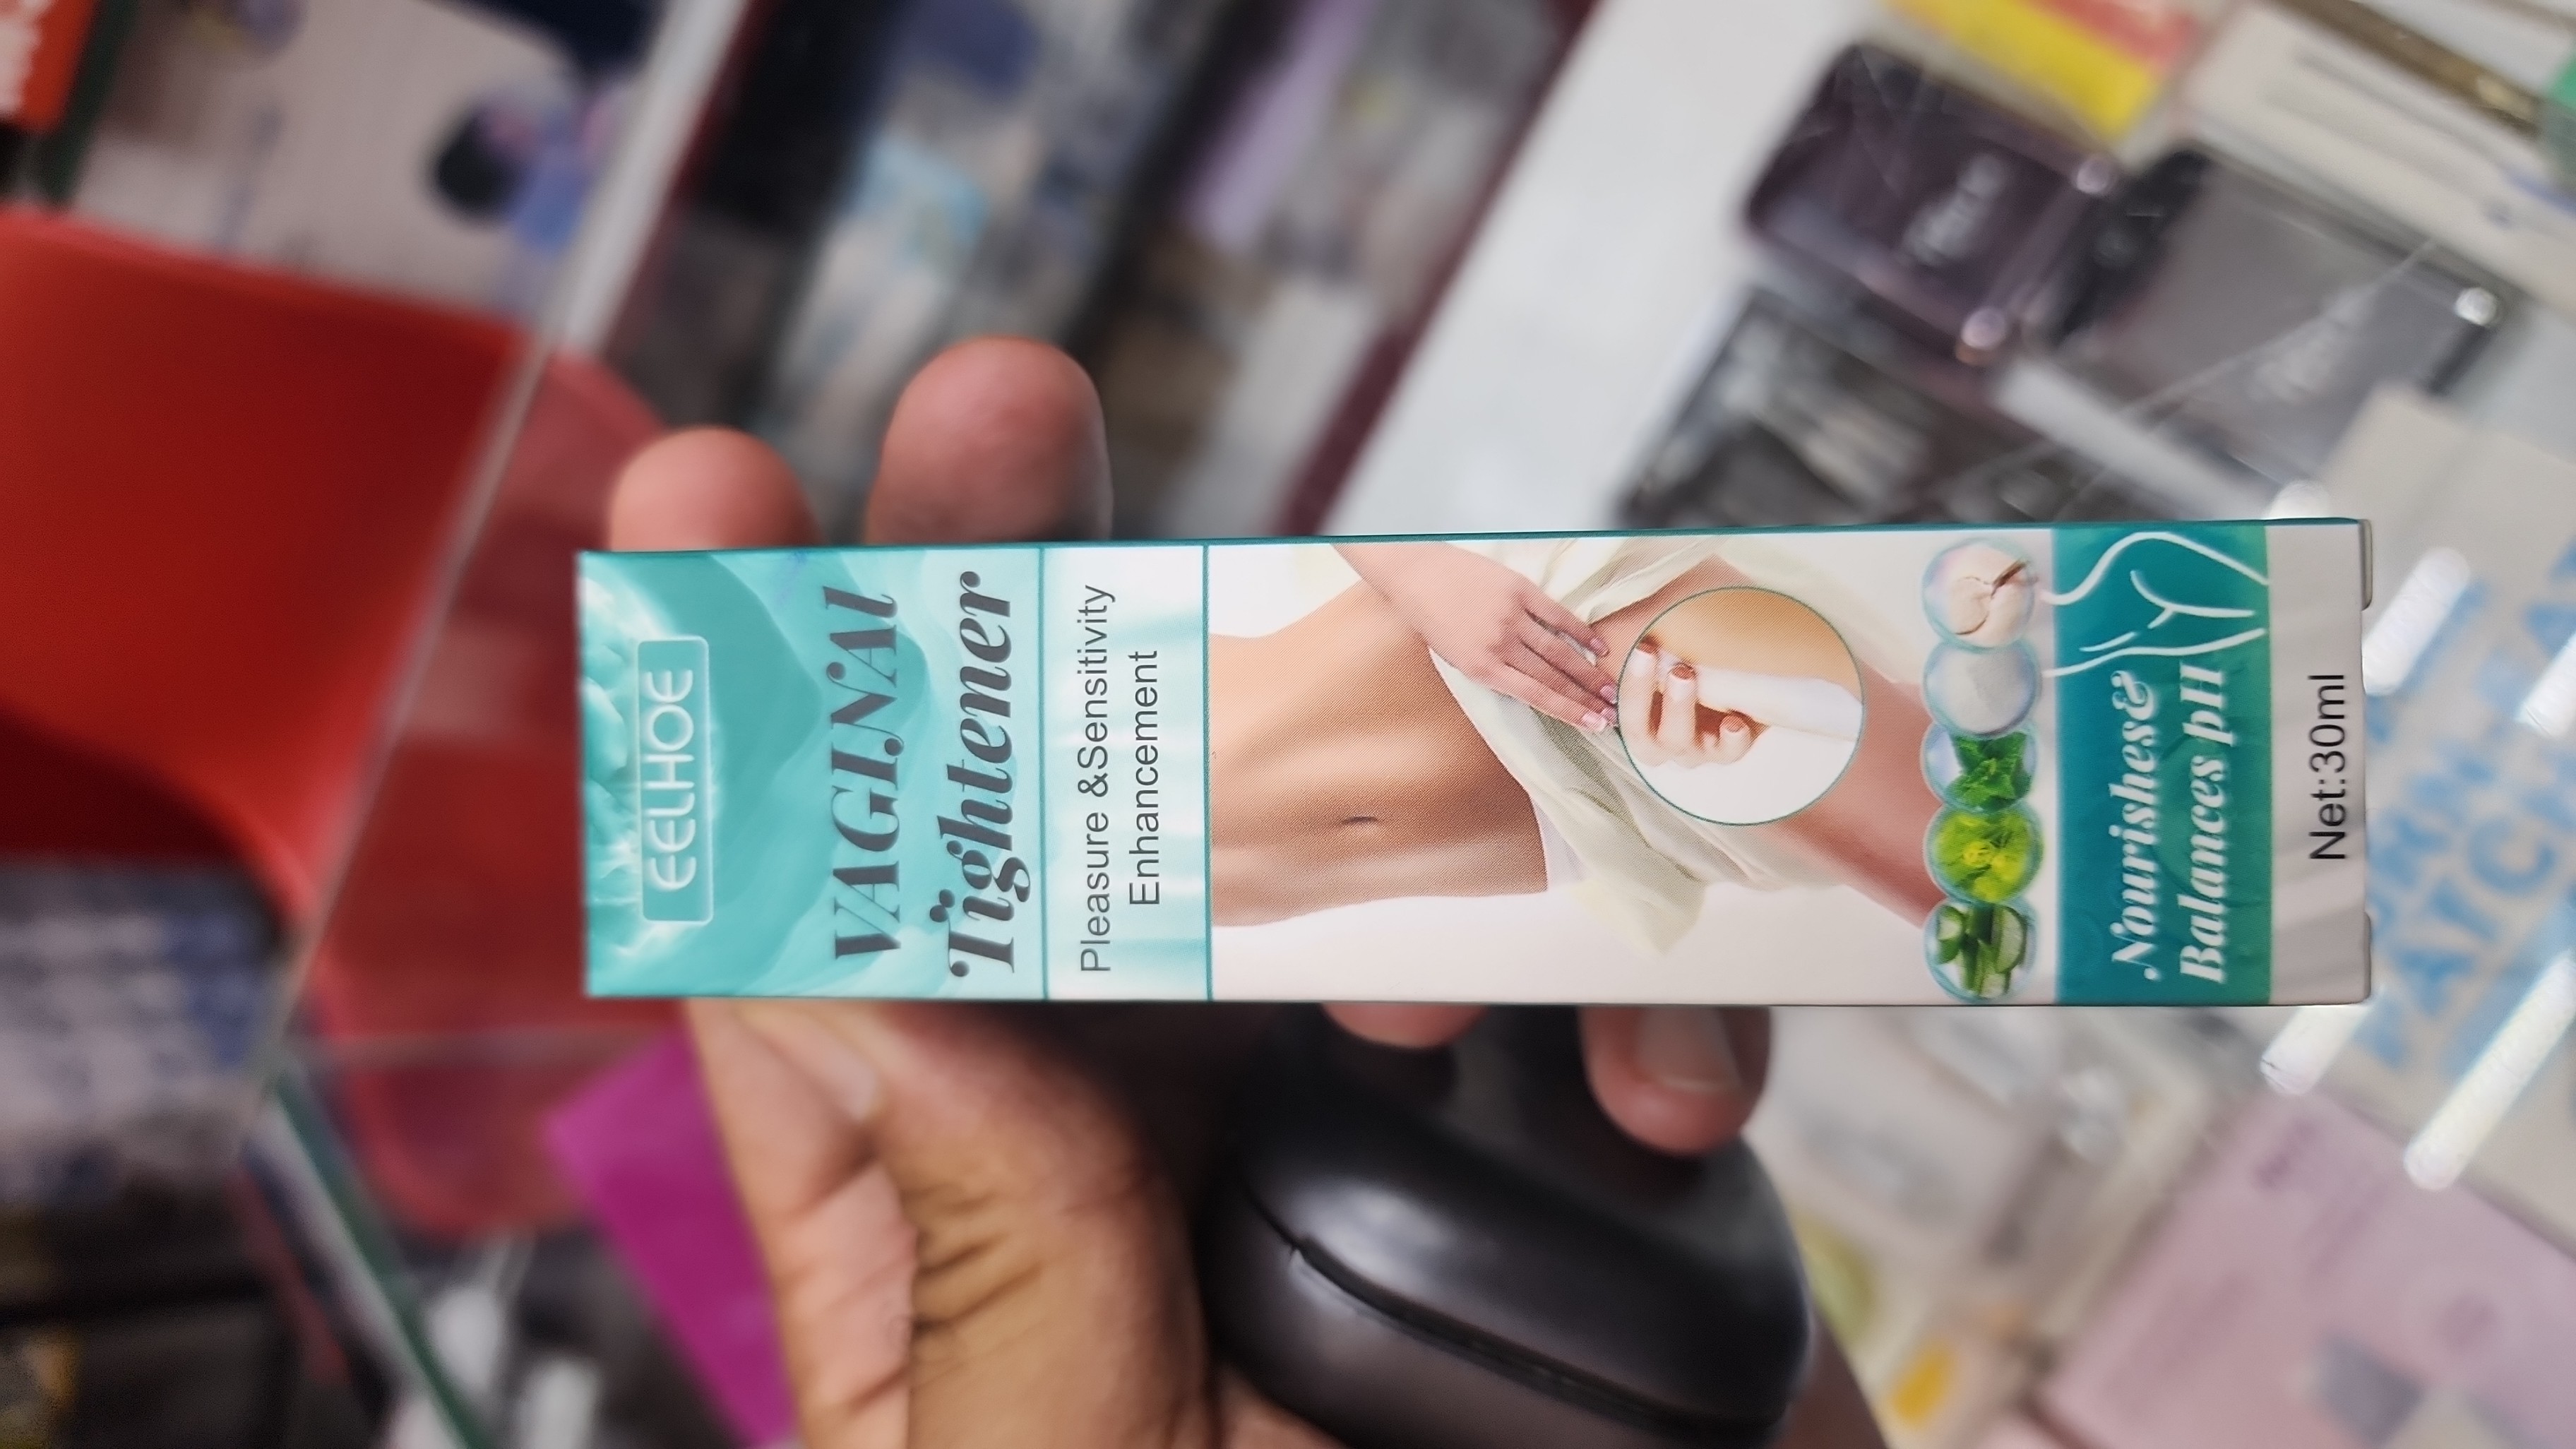 EELHOE
VAGINAl
Tightener
Pleasure &Sensitivity
Enhancement
Nourishes&
Balances pH
Net:30ml